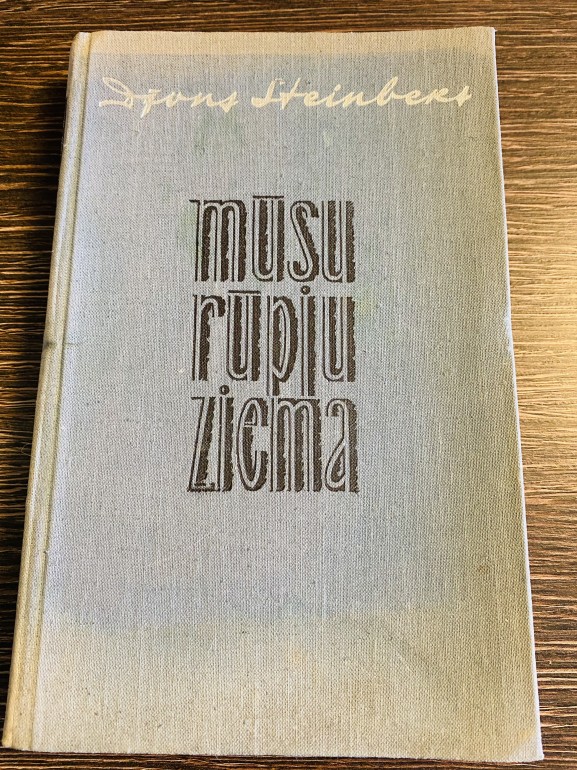 Džons Steinbeks
mūsu
rūpju
ziema